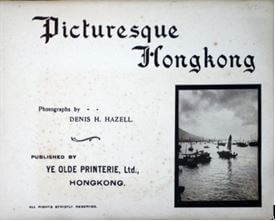 Picturesque
Hongkong
Photographs by - -
DENIS H. HAZELL.
PUBLISHED BY
YE OLDE PRINTERIE, Ltd.,
HONGKONG.
ALL RIGHTS STRICTLY RESERVED.